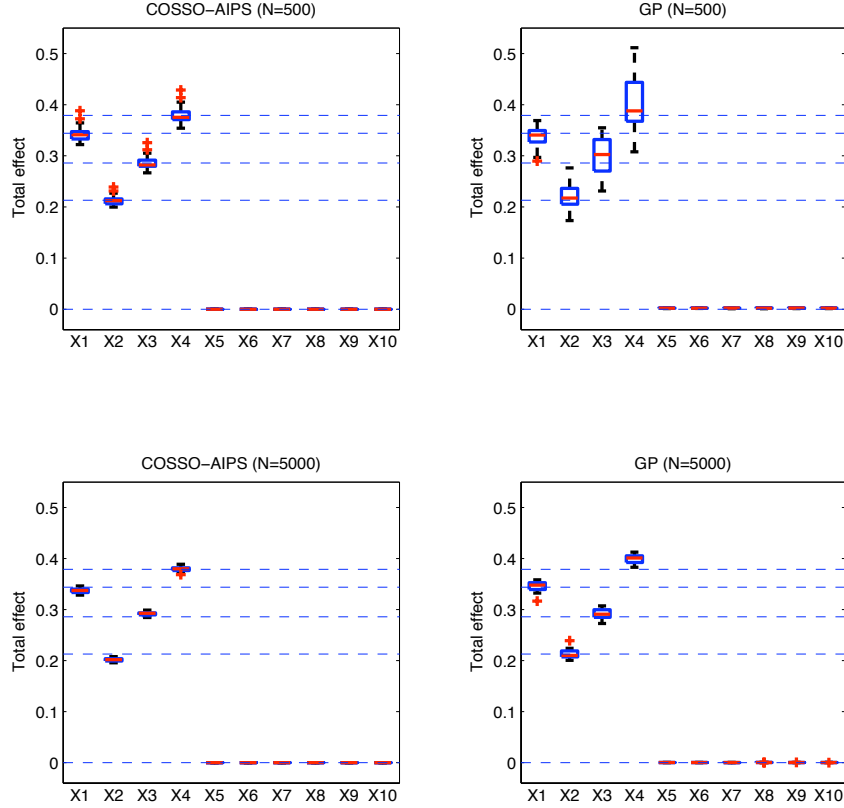 COSSO−AIPS (N=500)
Total effect
0.5
0.4
0.3
0.2
0.1
0
X1 X2 X3 X4 X5 X6 X7 X8 X9 X10
GP (N=500)
Total effect
0.5
0.4
0.3
0.2
0.1
0
X1 X2 X3 X4 X5 X6 X7 X8 X9 X10
COSSO−AIPS (N=5000)
Total effect
0.5
0.4
0.3
0.2
0.1
0
X1 X2 X3 X4 X5 X6 X7 X8 X9 X10
GP (N=5000)
Total effect
0.5
0.4
0.3
0.2
0.1
0
X1 X2 X3 X4 X5 X6 X7 X8 X9 X10